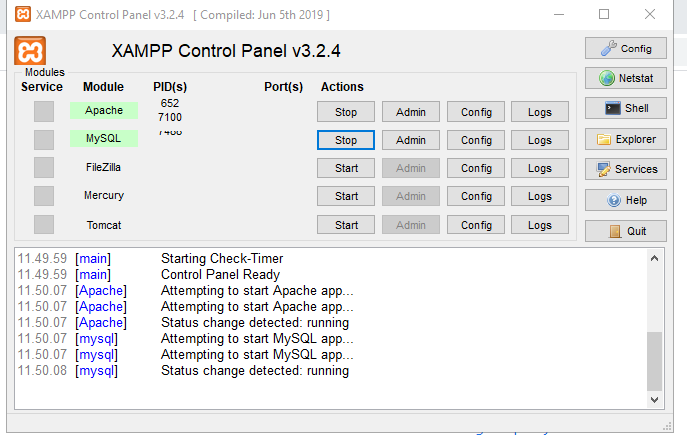 XAMPP Control Panel v3.2.4 [ Compiled: Jun 5th 2019 ]
XAMPP Control Panel v3.2.4
Config
Modules
Service Module PID(s) Port(s) Actions
Netstat
Apache 652 7100 Stop Admin Config Logs
Shell
MySQL 7488 Stop Admin Config Logs
Explorer
FileZilla Start Admin Config Logs
Services
Mercury Start Admin Config Logs
Help
Tomcat Start Admin Config Logs
Quit
11.49.59 [main] Starting Check-Timer
11.49.59 [main] Control Panel Ready
11.50.07 [Apache] Attempting to start Apache app...
11.50.07 [Apache] Attempting to start Apache app...
11.50.07 [Apache] Status change detected: running
11.50.07 [mysql] Attempting to start MySQL app...
11.50.07 [mysql] Attempting to start MySQL app...
11.50.08 [mysql] Status change detected: running